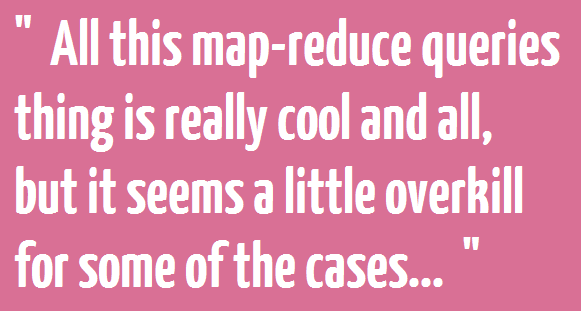 " All this map-reduce queries
thing is really cool and all,
but it seems a little overkill
for some of the cases... "